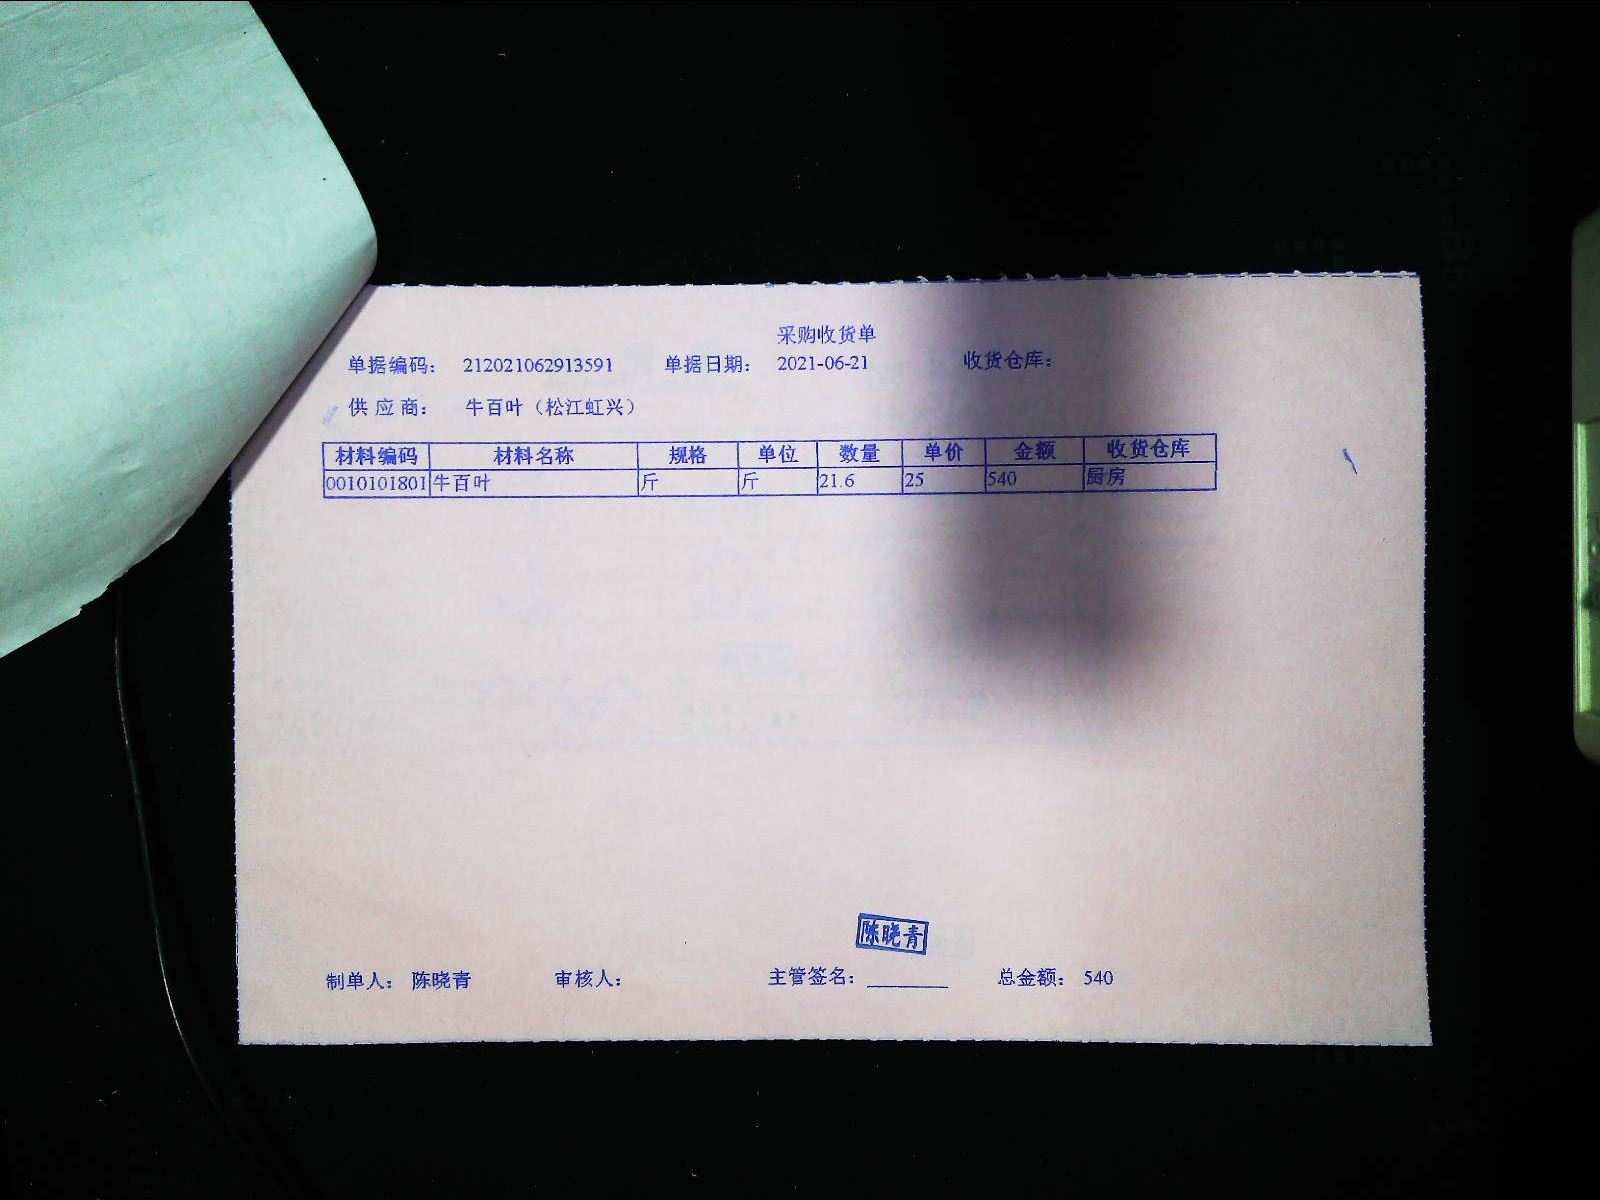 采购收货单
单据编码： 212021062913591 单据日期： 2021-06-21 收货仓库：
供应商： 牛百叶（松江虹兴）
材料编码 材料名称 规格 单位 数量 单价 金额 收货仓库
0010101801 牛百叶 斤 斤 21.6 25 540 厨房
陈晓青
制单人： 陈晓青 审核人： 主管签名： 总金额： 540